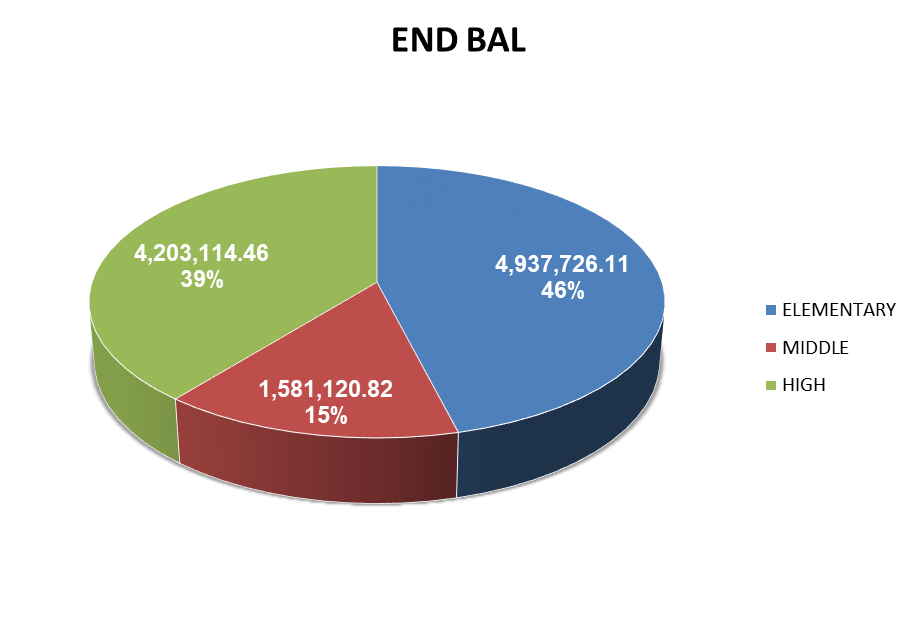 END BAL
4,203,114.46
39%
4,937,726.11
46%
1,581,120.82
15%
ELEMENTARY
MIDDLE
HIGH